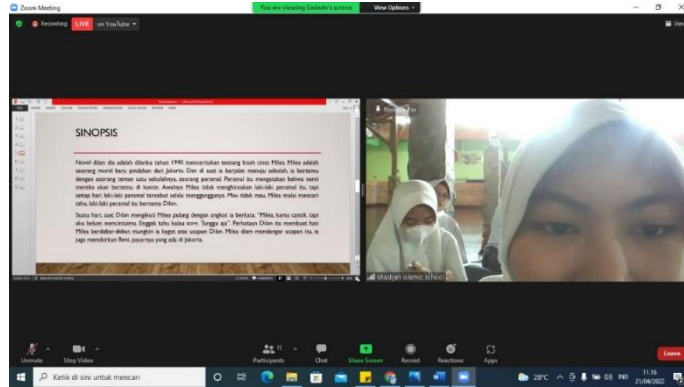 Zoom Meeting
You are viewing Sasinde's screen
View Options
Recording
LIVE
on YouTube
View
SINOPSIS
Novel dilan dia adalah dilanku tahun 1990 menceritakan tentang kisah cinta Milea. Milea adalah
seorang murid baru pindahan dari Jakarta. Dan di saat ia berjalan menuju sekolah, ia bertemu
dengan seorang teman satu sekolahnya, seorang peramal. Peramal itu mengatakan bahwa nanti
mereka akan bertemu di kantin. Awalnya Milea tidak menghiraukan laki-laki peramal itu, tapi
setiap hari laki-laki peramal tersebut selalu mengganggunya. Mau tidak mau, Milea mulai mencari
tahu. laki-laki peramal itu bernama Dilan.
Suatu hari, saat Dilan mengikuti Milea pulang dengan angkot ia berkata, "Milea, kamu cantik, tapi
aku belum mencintaimu. Enggak tahu kalau sore. Tunggu aja" Perkataan Dilan itu membuat hati
Milea berdebar-debar, mungkin ia kaget atas ucapan Dilan. Milea diam mendengar ucapan itu, ia
juga memikirkan Beni, pacarnya yang ada di Jakarta.
khadijah islamic school
Unmute
Stop Video
11
Participants
Chat
Share Screen
Record
Reactions
Apps
Leave
Ketik di sini untuk mencari
28°C
IND
11.16
21/04/2022